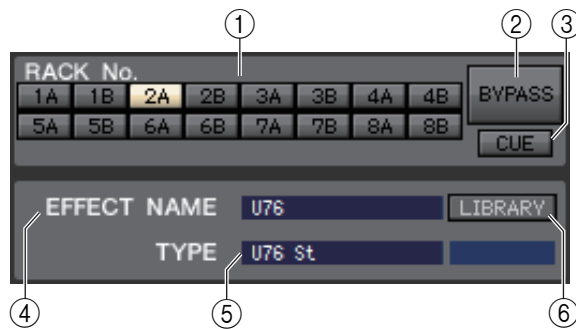 ① ② ③
RACK No.
1A 1B 2A 2B 3A 3B 4A 4B BYPASS
5A 5B 6A 6B 7A 7B 8A 8B CUE
EFFECT NAME U76 LIBRARY
TYPE U76 St
④ ⑤ ⑥